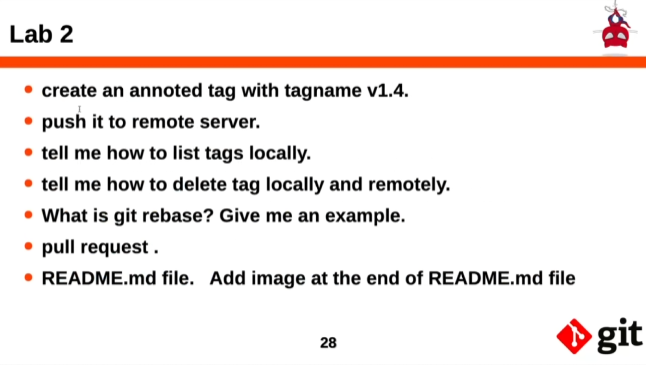 Lab 2
create an annoted tag with tagname v1.4.
push it to remote server.
tell me how to list tags locally.
tell me how to delete tag locally and remotely.
What is git rebase? Give me an example.
pull request .
README.md file.   Add image at the end of README.md file
28
git